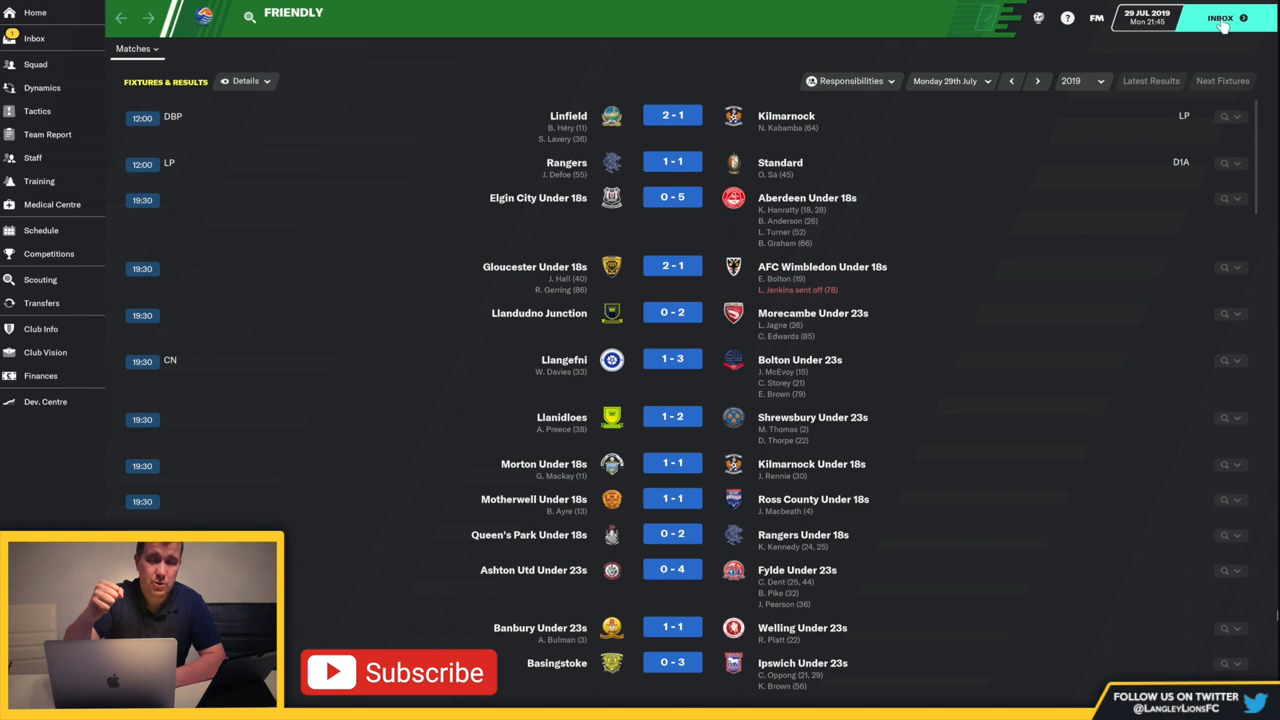 Home
FRIENDLY
29 JUL 2019
Mon 21:45
INBOX
FM
1
Inbox
Squad
Dynamics
Tactics
Team Report
Staff
Training
Medical Centre
Schedule
Competitions
Scouting
Transfers
Club Info
Club Vision
Finances
Dev. Centre
Matches
FIXTURES & RESULTS
Details
Responsibilities
Monday 29th July
2019
Latest Results
Next Fixtures
12:00 DBP Linfield 2 - 1 Kilmarnock LP
B. Héry (11) N. Kabamba (64)
S. Lavery (36)
12:00 LP Rangers 1 - 1 Standard D1A
J. Defoe (55) O. Sá (45)
19:30 Elgin City Under 18s 0 - 5 Aberdeen Under 18s
K. Hanratty (18, 28)
B. Anderson (26)
L. Turner (52)
B. Graham (66)
19:30 Gloucester Under 18s 2 - 1 AFC Wimbledon Under 18s
J. Hall (40) E. Bolton (19)
R. Gerring (86) L. Jenkins sent off (78)
19:30 Llandudno Junction 0 - 2 Morecambe Under 23s
L. Jagne (26)
C. Edwards (85)
19:30 CN Llangefni 1 - 3 Bolton Under 23s
W. Davies (33) J. McEvoy (15)
C. Storey (21)
E. Brown (79)
19:30 Llanidloes 1 - 2 Shrewsbury Under 23s
A. Preece (38) M. Thomas (2)
D. Thorpe (22)
19:30 Morton Under 18s 1 - 1 Kilmarnock Under 18s
G. Mackay (11) J. Rennie (30)
19:30 Motherwell Under 18s 1 - 1 Ross County Under 18s
B. Ayre (13) J. Macbeath (4)
Queen's Park Under 18s 0 - 2 Rangers Under 18s
K. Kennedy (24, 25)
Ashton Utd Under 23s 0 - 4 Fylde Under 23s
C. Dent (25, 44)
B. Pike (32)
J. Pearson (36)
Banbury Under 23s 1 - 1 Welling Under 23s
A. Bulman (3) R. Platt (22)
Basingstoke 0 - 3 Ipswich Under 23s
C. Oppong (21, 29)
K. Brown (56)
Subscribe
FOLLOW US ON TWITTER
@LANGLEYLIONSFC